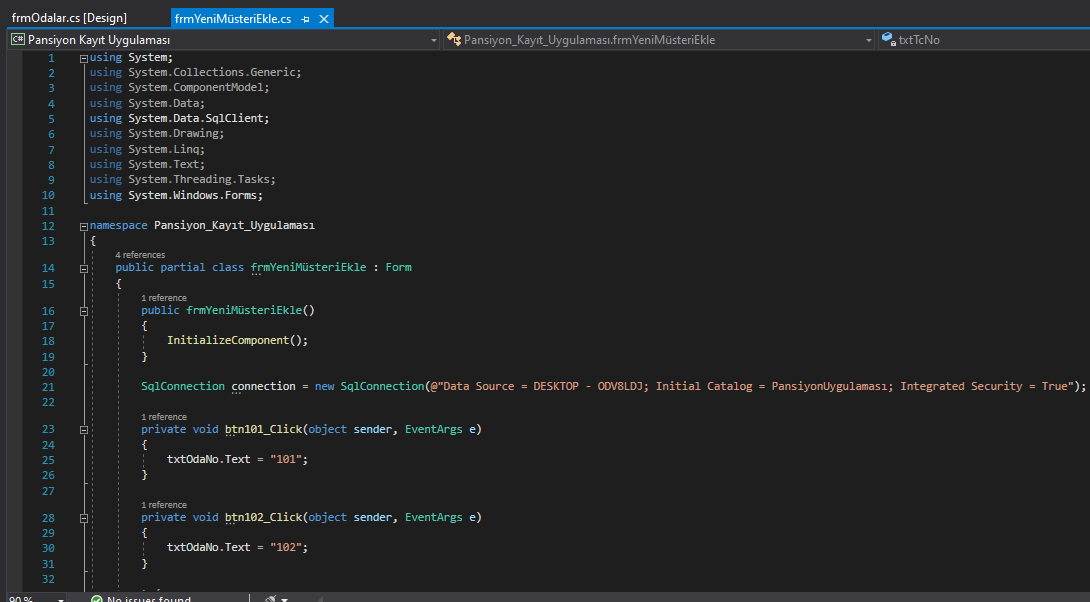 frmOdalar.cs [Design]
frmYeniMüsteriEkle.cs
C# Pansiyon Kayıt Uygulaması
Pansiyon_Kayıt_Uygulaması.frmYeniMüsteriEkle
txtTcNo
1 using System;
2 using System.Collections.Generic;
3 using System.ComponentModel;
4 using System.Data;
5 using System.Data.SqlClient;
6 using System.Drawing;
7 using System.Linq;
8 using System.Text;
9 using System.Threading.Tasks;
10 using System.Windows.Forms;
11
12 namespace Pansiyon_Kayıt_Uygulaması
13 {
4 references
14 public partial class frmYeniMüsteriEkle : Form
15 {
1 reference
16 public frmYeniMüsteriEkle()
17 {
18 InitializeComponent();
19 }
20
21 SqlConnection connection = new SqlConnection(@"Data Source = DESKTOP - ODV8LDJ; Initial Catalog = PansiyonUygulaması; Integrated Security = True");
22
1 reference
23 private void btn101_Click(object sender, EventArgs e)
24 {
25 txtOdaNo.Text = "101";
26 }
27
1 reference
28 private void btn102_Click(object sender, EventArgs e)
29 {
30 txtOdaNo.Text = "102";
31 }
32
90 %
No issues found